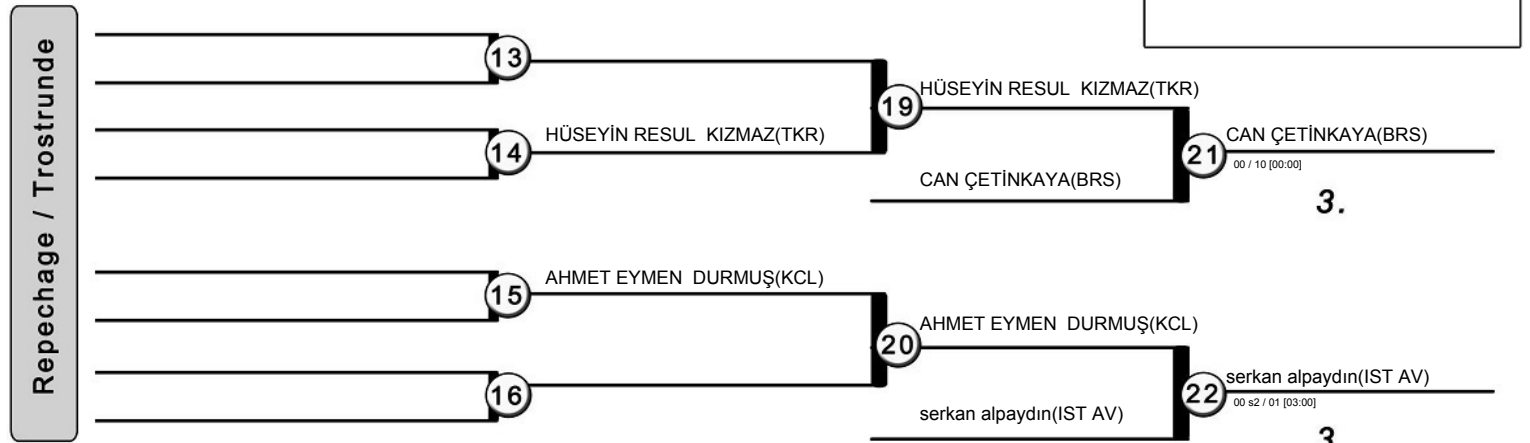 Repechage / Trostrunde
13
HÜSEYİN RESUL KIZMAZ(TKR)
19
14
HÜSEYİN RESUL KIZMAZ(TKR)
CAN ÇETİNKAYA(BRS)
21
00 / 10 [00:00]
CAN ÇETİNKAYA(BRS)
3.
15
AHMET EYMEN DURMUŞ(KCL)
AHMET EYMEN DURMUŞ(KCL)
20
serkan alpaydın(IST AV)
16
22
00 s2 / 01 [03:00]
serkan alpaydın(IST AV)
3